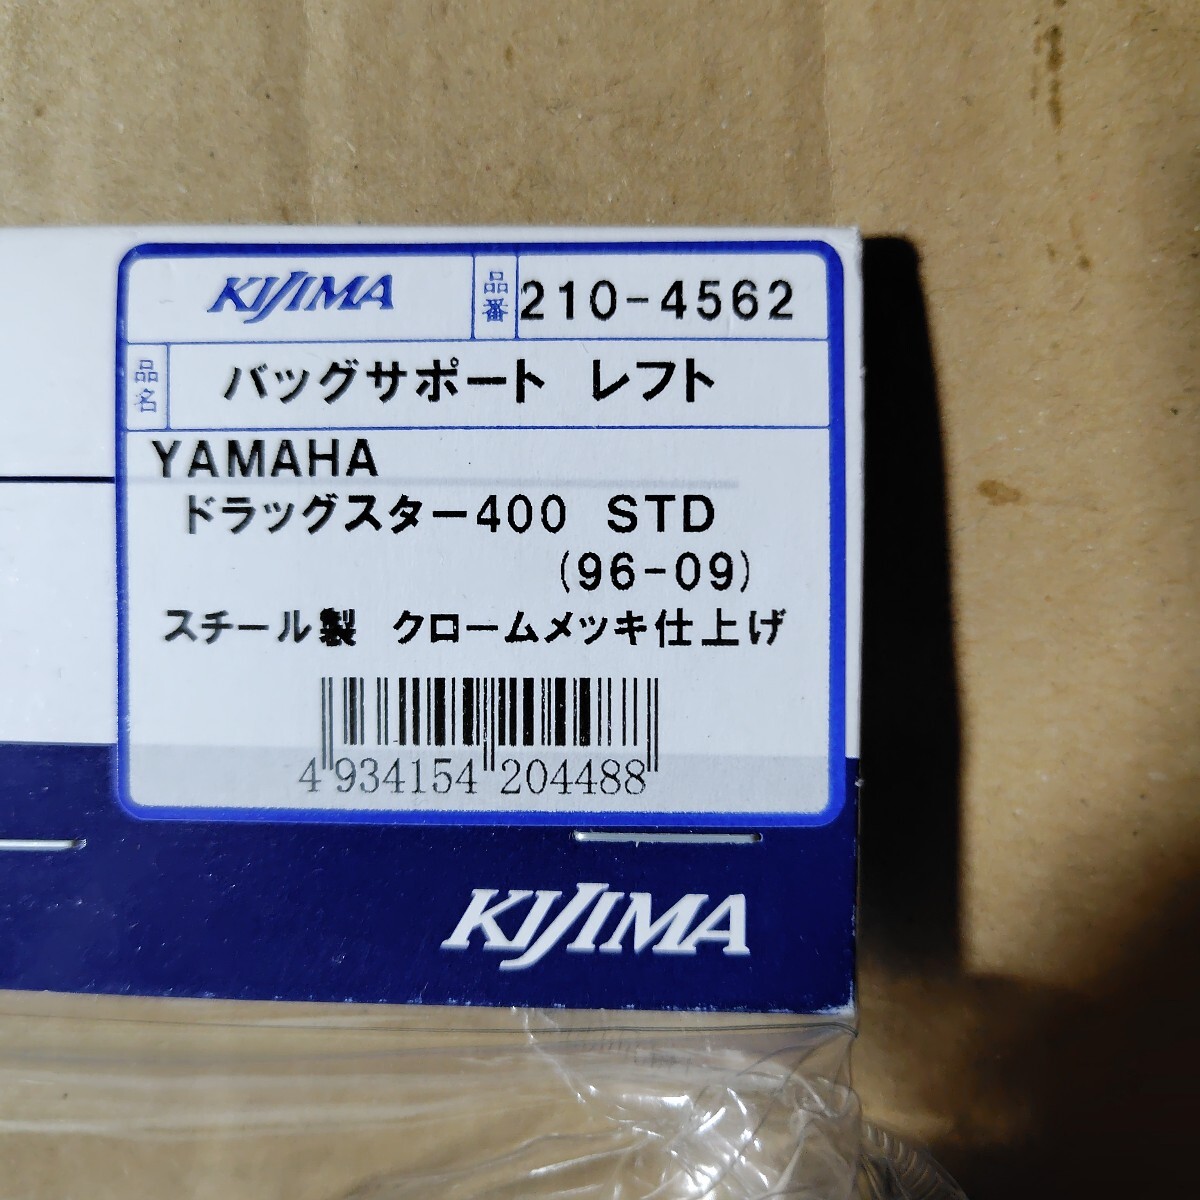 KIJIMA 品番 210-4562
品名 バッグサポート レフト
YAMAHA
ドラッグスター400 STD
(96-09)
スチール製 クロームメッキ仕上げ
4 934154 204488
KIJIMA